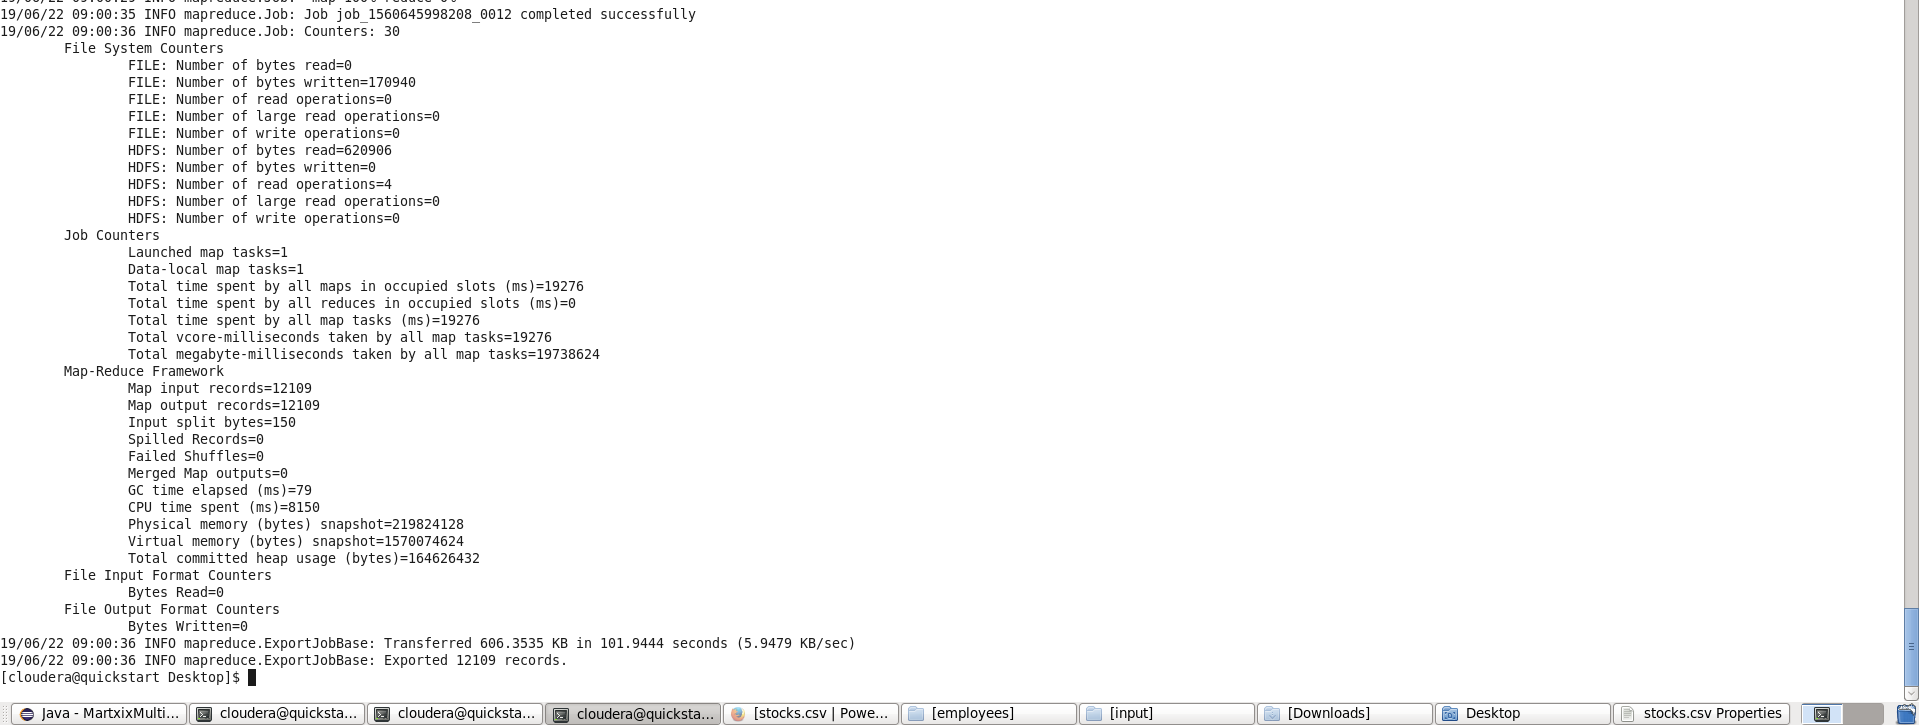 19/06/22 09:00:35 INFO mapreduce.Job: Job job_1560645998208_0012 completed successfully
19/06/22 09:00:36 INFO mapreduce.Job: Counters: 30
File System Counters
FILE: Number of bytes read=0
FILE: Number of bytes written=170940
FILE: Number of read operations=0
FILE: Number of large read operations=0
FILE: Number of write operations=0
HDFS: Number of bytes read=620906
HDFS: Number of bytes written=0
HDFS: Number of read operations=4
HDFS: Number of large read operations=0
HDFS: Number of write operations=0
Job Counters
Launched map tasks=1
Data-local map tasks=1
Total time spent by all maps in occupied slots (ms)=19276
Total time spent by all reduces in occupied slots (ms)=0
Total time spent by all map tasks (ms)=19276
Total vcore-milliseconds taken by all map tasks=19276
Total megabyte-milliseconds taken by all map tasks=19738624
Map-Reduce Framework
Map input records=12109
Map output records=12109
Input split bytes=150
Spilled Records=0
Failed Shuffles=0
Merged Map outputs=0
GC time elapsed (ms)=79
CPU time spent (ms)=8150
Physical memory (bytes) snapshot=219824128
Virtual memory (bytes) snapshot=1570074624
Total committed heap usage (bytes)=164626432
File Input Format Counters
Bytes Read=0
File Output Format Counters
Bytes Written=0
19/06/22 09:00:36 INFO mapreduce.ExportJobBase: Transferred 606.3535 KB in 101.9444 seconds (5.9479 KB/sec)
19/06/22 09:00:36 INFO mapreduce.ExportJobBase: Exported 12109 records.
[cloudera@quickstart Desktop]$
Java - MartxixMulti... cloudera@quicksta... cloudera@quicksta... cloudera@quicksta... [stocks.csv | Powe... [employees] [input] [Downloads] Desktop stocks.csv Properties